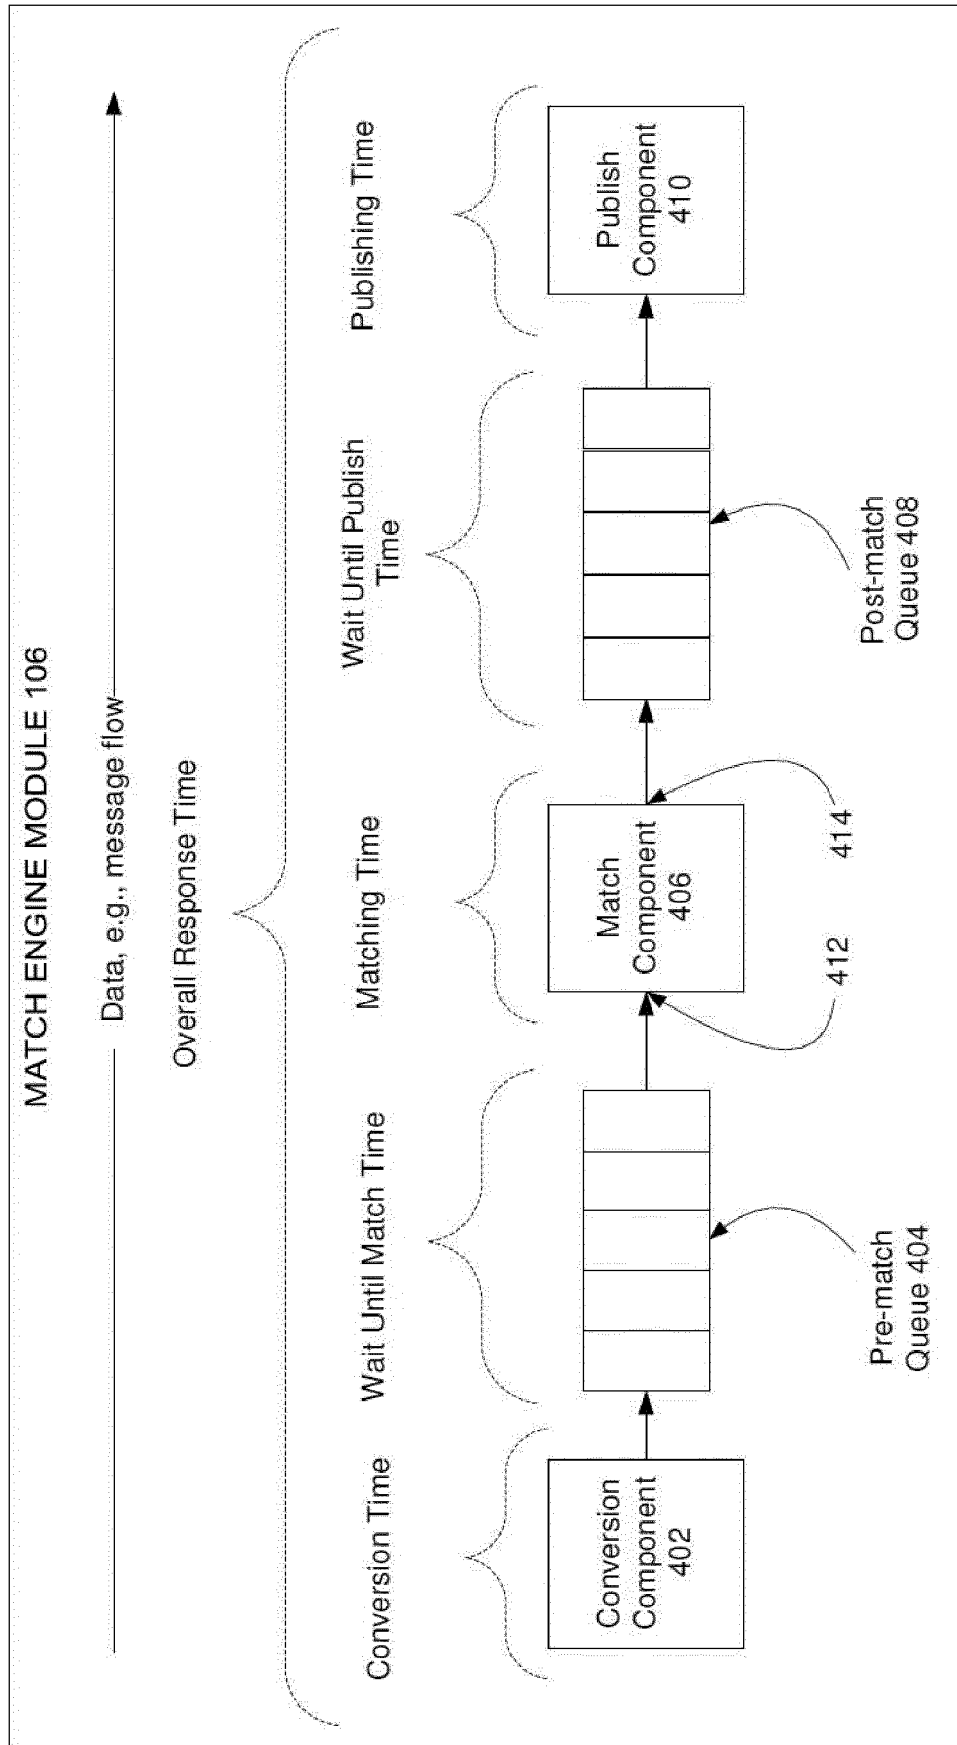 MATCH ENGINE MODULE 106
Data, e.g., message flow
Overall Response Time
Conversion Time
Wait Until Match Time
Matching Time
Wait Until Publish
Time
Publishing Time
Conversion
Component
402
Match
Component
406
Publish
Component
410
412
414
Pre-match
Queue 404
Post-match
Queue 408